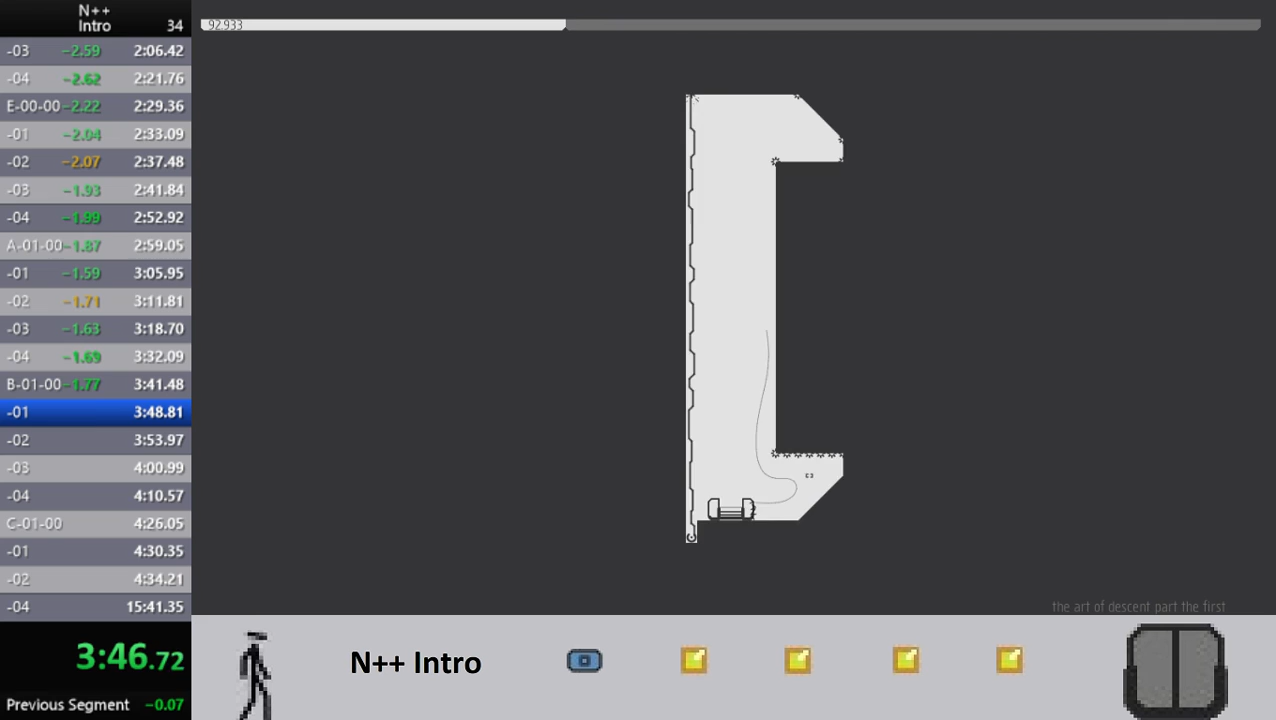 N++
Intro 34
92.933
-03 −2.59 2:06.42
-04 −2.62 2:21.76
E-00-00 −2.22 2:29.36
-01 −2.04 2:33.09
-02 −2.07 2:37.48
-03 −1.93 2:41.84
-04 −1.99 2:52.92
A-01-00 −1.87 2:59.05
-01 −1.59 3:05.95
-02 −1.71 3:11.81
-03 −1.63 3:18.70
-04 −1.69 3:32.09
B-01-00 −1.77 3:41.48
-01 3:48.81
-02 3:53.97
-03 4:00.99
-04 4:10.57
C-01-00 4:26.05
-01 4:30.35
-02 4:34.21
-04 15:41.35
the art of descent part the first
3:46.72
N++ Intro
Previous Segment −0.07